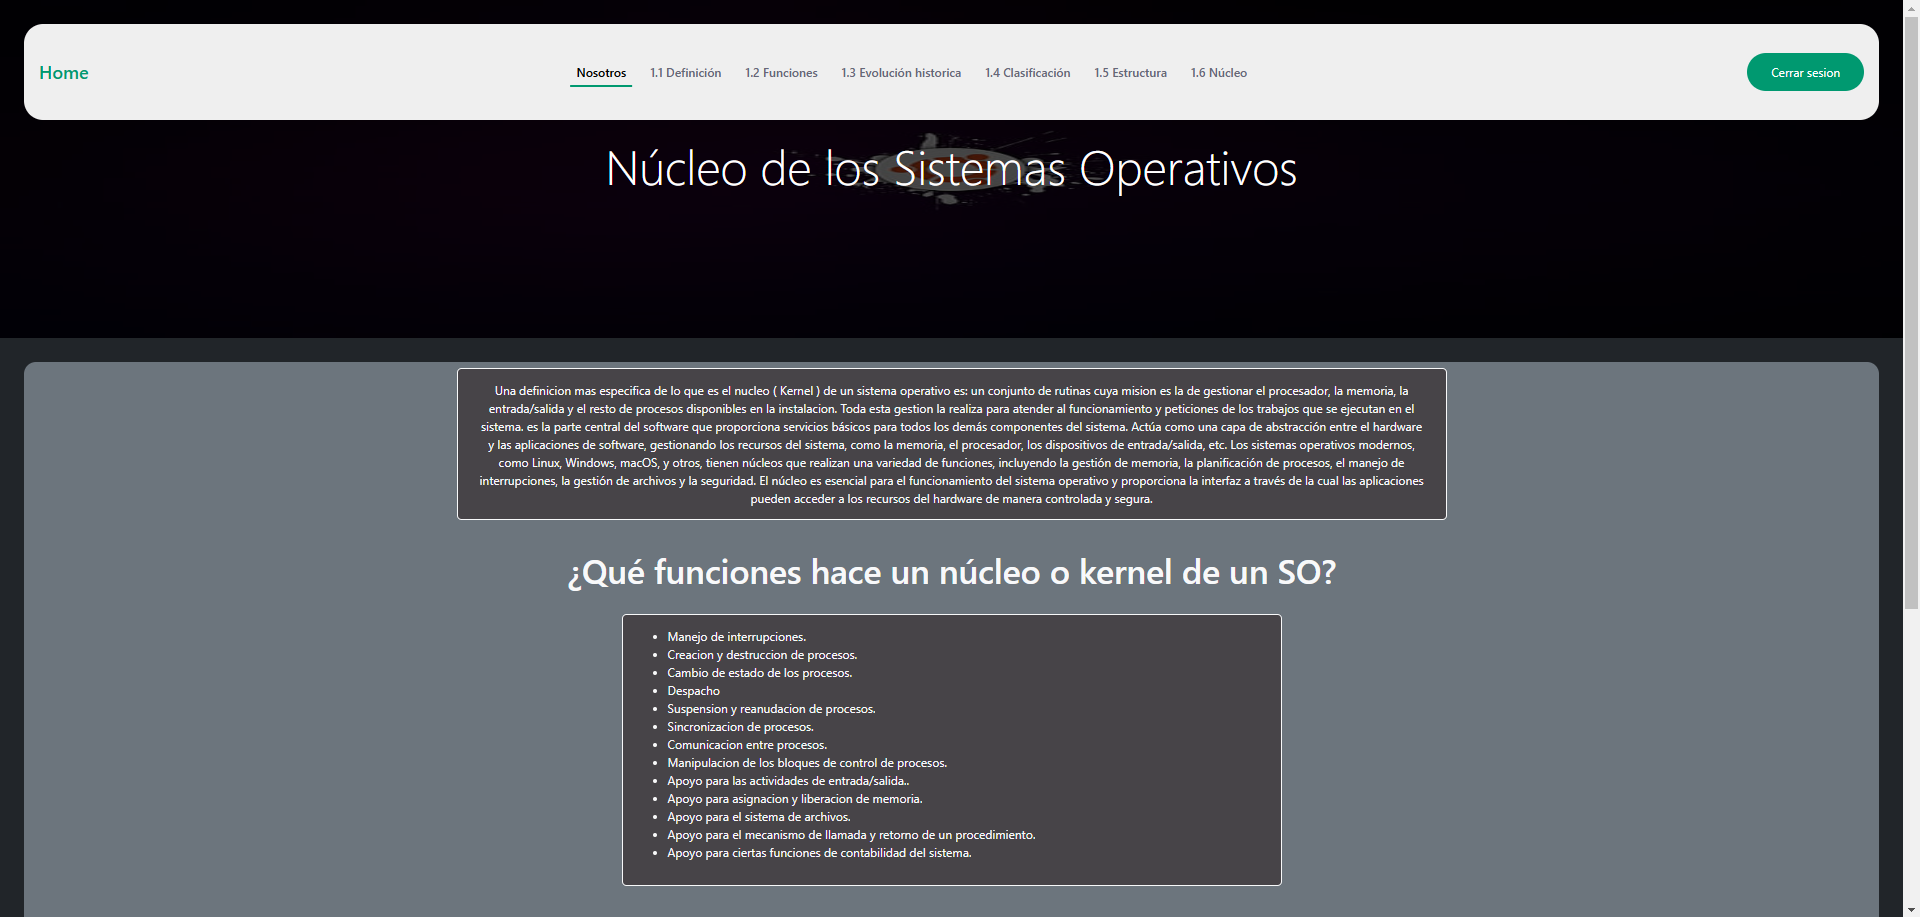 Home
Nosotros
1.1 Definición
1.2 Funciones
1.3 Evolución historica
1.4 Clasificación
1.5 Estructura
1.6 Núcleo
Cerrar sesion
Núcleo de los Sistemas Operativos
Una definicion mas especifica de lo que es el nucleo ( Kernel ) de un sistema operativo es: un conjunto de rutinas cuya mision es la de gestionar el procesador, la memoria, la
entrada/salida y el resto de procesos disponibles en la instalacion. Toda esta gestion la realiza para atender al funcionamiento y peticiones de los trabajos que se ejecutan en el
sistema. es la parte central del software que proporciona servicios básicos para todos los demás componentes del sistema. Actúa como una capa de abstracción entre el hardware
y las aplicaciones de software, gestionando los recursos del sistema, como la memoria, el procesador, los dispositivos de entrada/salida, etc. Los sistemas operativos modernos,
como Linux, Windows, macOS, y otros, tienen núcleos que realizan una variedad de funciones, incluyendo la gestión de memoria, la planificación de procesos, el manejo de
interrupciones, la gestión de archivos y la seguridad. El núcleo es esencial para el funcionamiento del sistema operativo y proporciona la interfaz a través de la cual las aplicaciones
pueden acceder a los recursos del hardware de manera controlada y segura.
¿Qué funciones hace un núcleo o kernel de un SO?
• Manejo de interrupciones.
• Creacion y destruccion de procesos.
• Cambio de estado de los procesos.
• Despacho
• Suspension y reanudacion de procesos.
• Sincronizacion de procesos.
• Comunicacion entre procesos.
• Manipulacion de los bloques de control de procesos.
• Apoyo para las actividades de entrada/salida..
• Apoyo para asignacion y liberacion de memoria.
• Apoyo para el sistema de archivos.
• Apoyo para el mecanismo de llamada y retorno de un procedimiento.
• Apoyo para ciertas funciones de contabilidad del sistema.